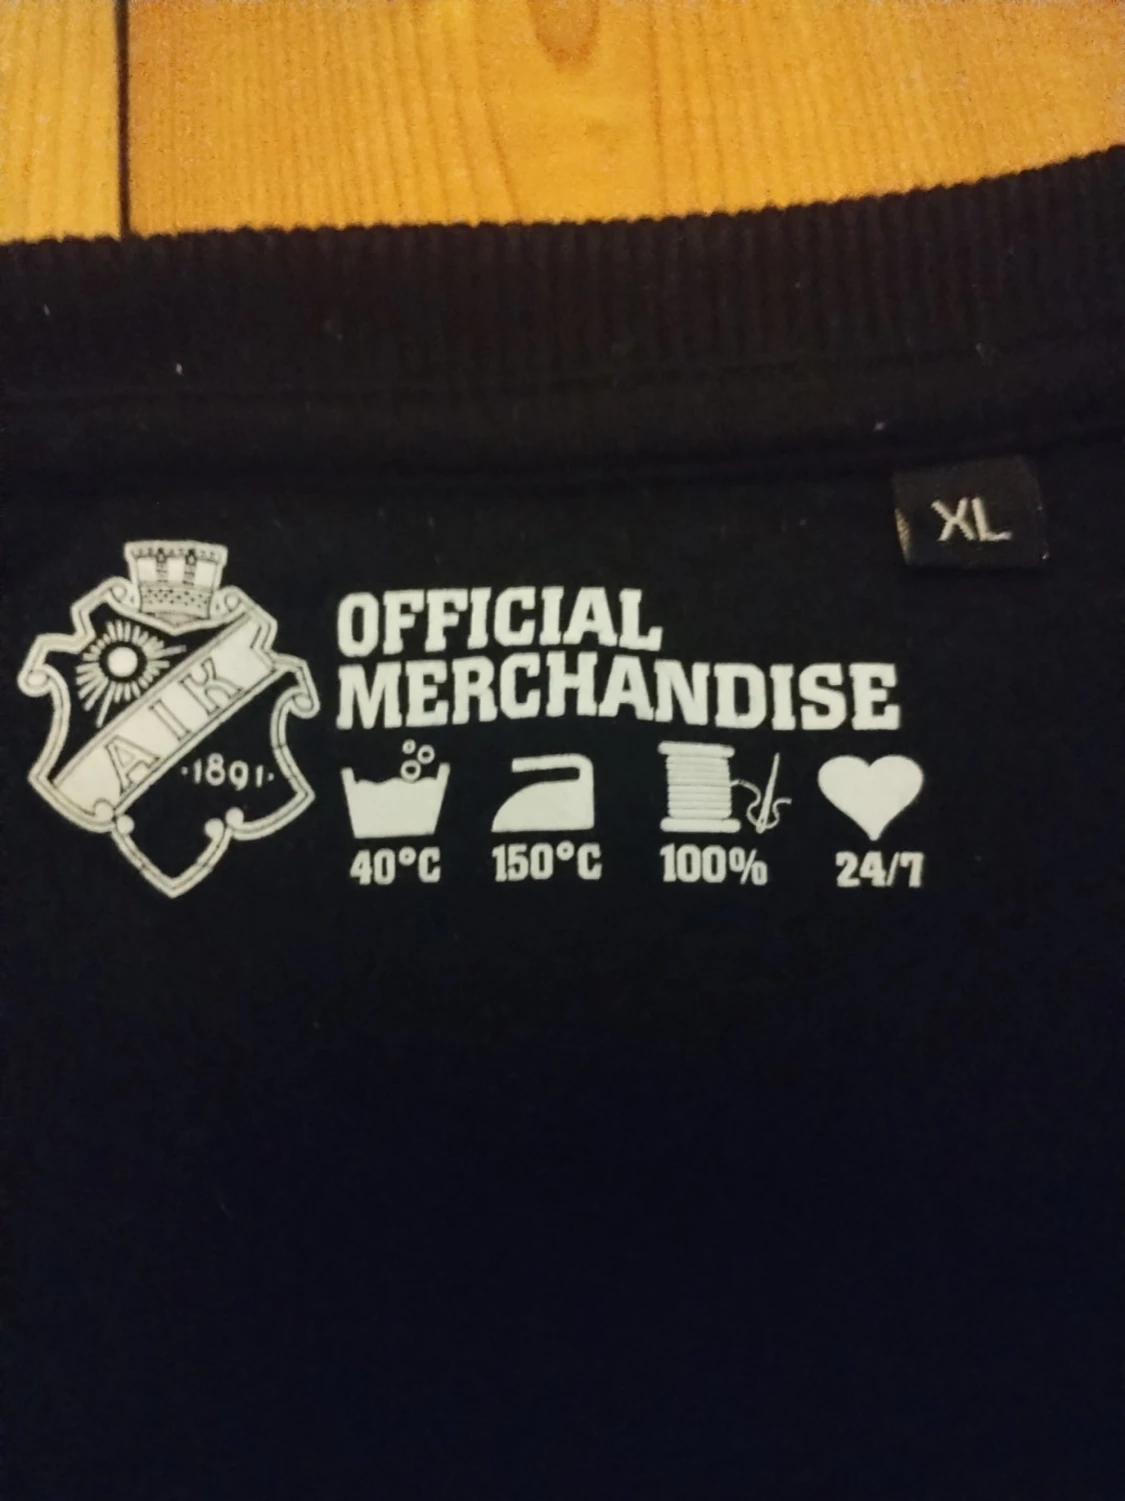 XL
AIK
·1891·
OFFICIAL
MERCHANDISE
40°C 150°C 100% 24/7